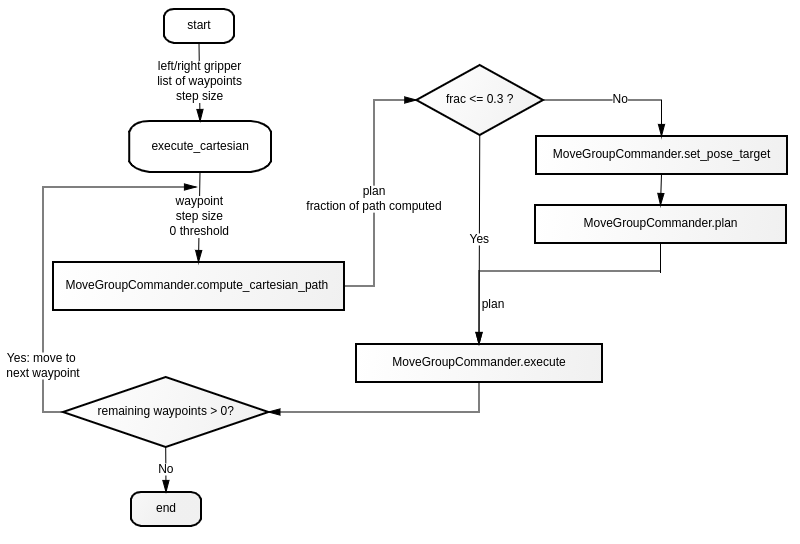 start
left/right gripper
list of waypoints
step size
execute_cartesian
waypoint
step size
0 threshold
MoveGroupCommander.compute_cartesian_path
plan
fraction of path computed
frac <= 0.3 ?
No
MoveGroupCommander.set_pose_target
MoveGroupCommander.plan
Yes
plan
MoveGroupCommander.execute
remaining waypoints > 0?
Yes: move to
next waypoint
No
end